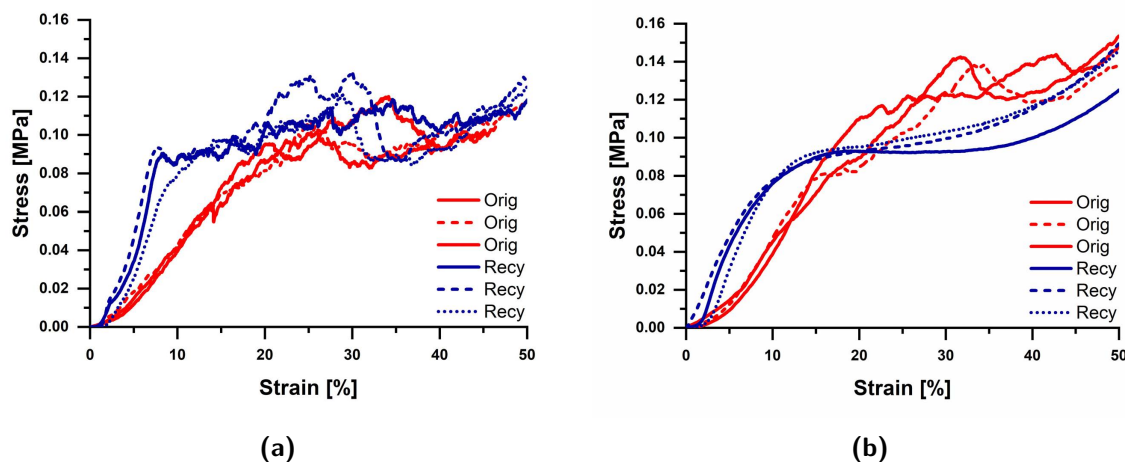 0.16
0.14
0.12
0.10
0.08
0.06
0.04
0.02
0.00
Stress [MPa]
0 10 20 30 40 50
Strain [%]
Orig
Orig
Orig
Recy
Recy
Recy
(a)
0.16
0.14
0.12
0.10
0.08
0.06
0.04
0.02
0.00
Stress [MPa]
0 10 20 30 40 50
Strain [%]
Orig
Orig
Orig
Recy
Recy
Recy
(b)